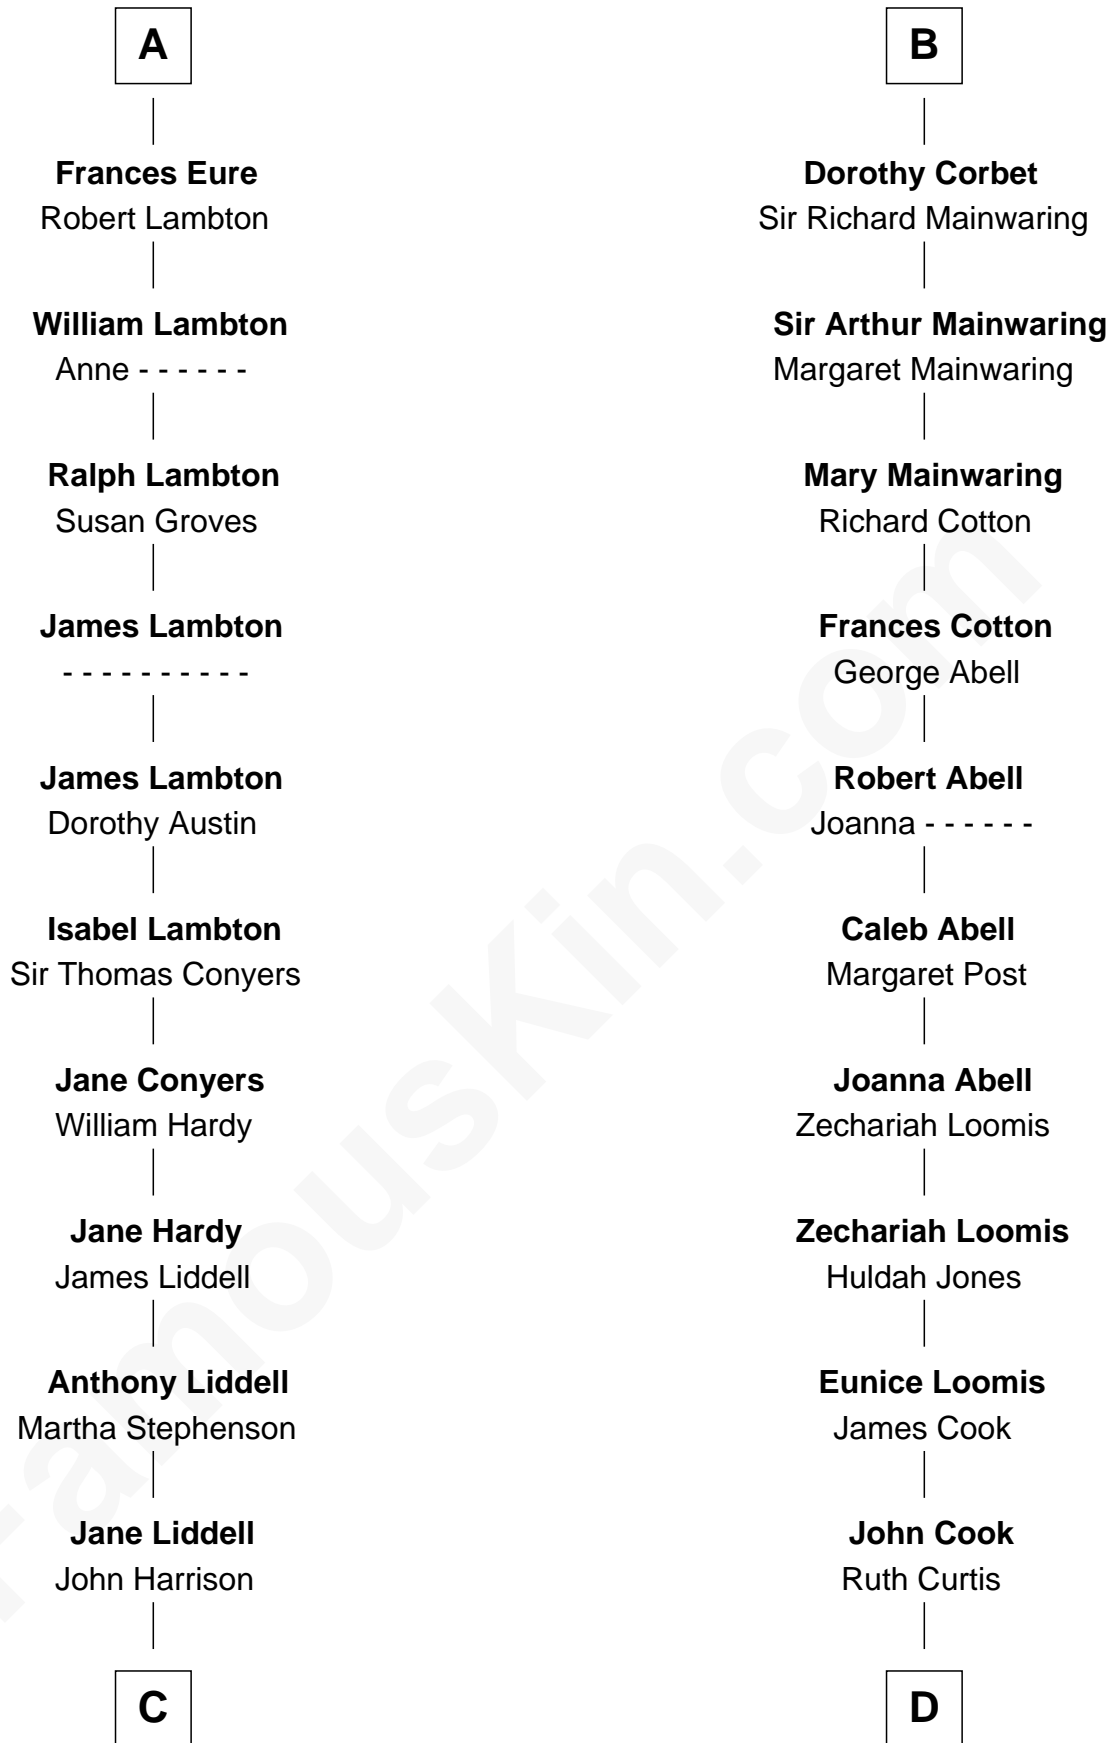 A
Frances Eure
Robert Lambton
William Lambton
Anne - - - - - -
Ralph Lambton
Susan Groves
James Lambton
- - - - - - - - - -
James Lambton
Dorothy Austin
Isabel Lambton
Sir Thomas Conyers
Jane Conyers
William Hardy
Jane Hardy
James Liddell
Anthony Liddell
Martha Stephenson
Jane Liddell
John Harrison
C
B
Dorothy Corbet
Sir Richard Mainwaring
Sir Arthur Mainwaring
Margaret Mainwaring
Mary Mainwaring
Richard Cotton
Frances Cotton
George Abell
Robert Abell
Joanna - - - - - -
Caleb Abell
Margaret Post
Joanna Abell
Zechariah Loomis
Zechariah Loomis
Huldah Jones
Eunice Loomis
James Cook
John Cook
Ruth Curtis
D
FamousKin.com